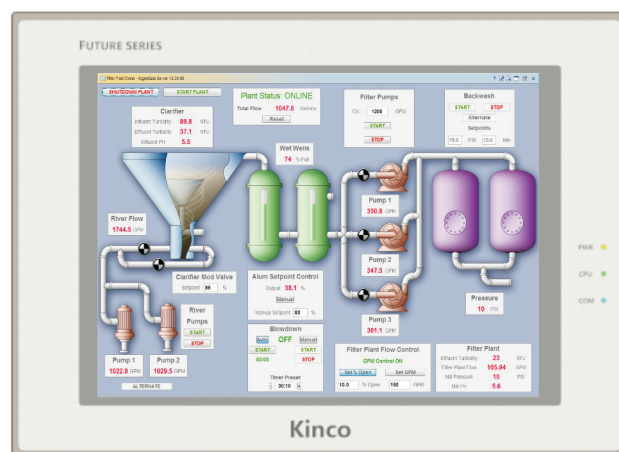 FUTURE SERIES
Filter Plant Demo - AggreGate Server v5.20.00
SHUTDOWN PLANT START PLANT
Plant Status: ONLINE
Total Flow 1047.6 Gallons
Reset
Filter Pumps
ON 1200 GPM
START
STOP
Backwash
START STOP
Alternate
Setpoints
10.0 PSI 10.0 Min
Clarifier
Influent Turbidity 89.8 NTU
Effluent Turbidity 37.1 NTU
Influent PH 5.5
Wet Wells
74 % Full
River Flow
1744.5 GPM
Pump 1
350.8 GPM
Pump 2
347.5 GPM
Pump 3
361.1 GPM
Clarifier Mod Valve
Setpoint 85 %
Alum Setpoint Control
Output 38.1 %
Manual
Manual Setpoint %
River
Pumps
START
STOP
Pressure
10 PSI
Blowdown
Auto OFF Manual
START START
00:09 STOP
Timer Preset
00:10
Pump 1
1022.8 GPM
Pump 2
1029.5 GPM
ALTERNATE
Filter Plant Flow Control
GPM Control ON
Set % Open Set GPM
10.0 % Open 150 GPM
Filter Plant
Effluent Turbidity 23 NTU
Filter Plant Flow 105.94 GPM
Mill Pressure 10 PSI
Mill PH 5.6
PWR
CPU
COM
Kinco